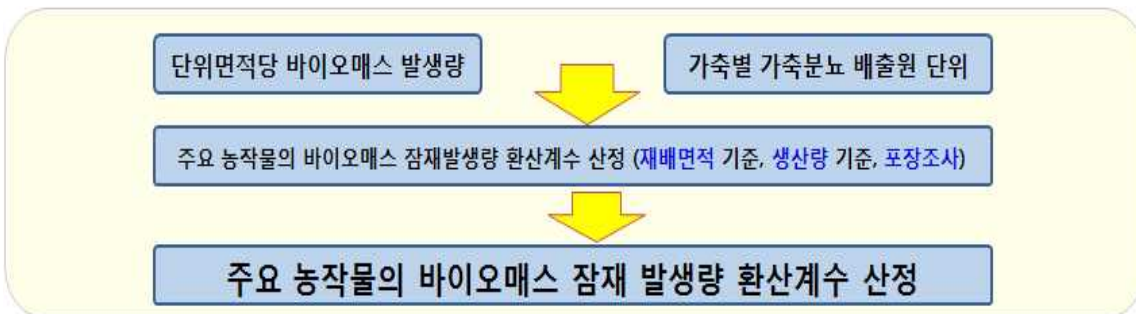 단위면적당 바이오매스 발생량
가축별 가축분뇨 배출원 단위
주요 농작물의 바이오매스 잠재발생량 환산계수 산정 (재배면적 기준, 생산량 기준, 포장조사)
주요 농작물의 바이오매스 잠재 발생량 환산계수 산정